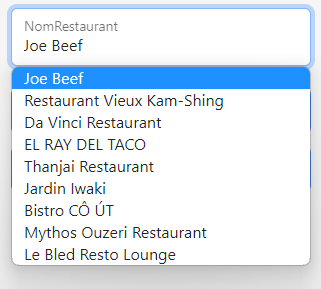 NomRestaurant
Joe Beef
Joe Beef
Restaurant Vieux Kam-Shing
Da Vinci Restaurant
EL RAY DEL TACO
Thanjai Restaurant
Jardin Iwaki
Bistro CÔ ÚT
Mythos Ouzeri Restaurant
Le Bled Resto Lounge